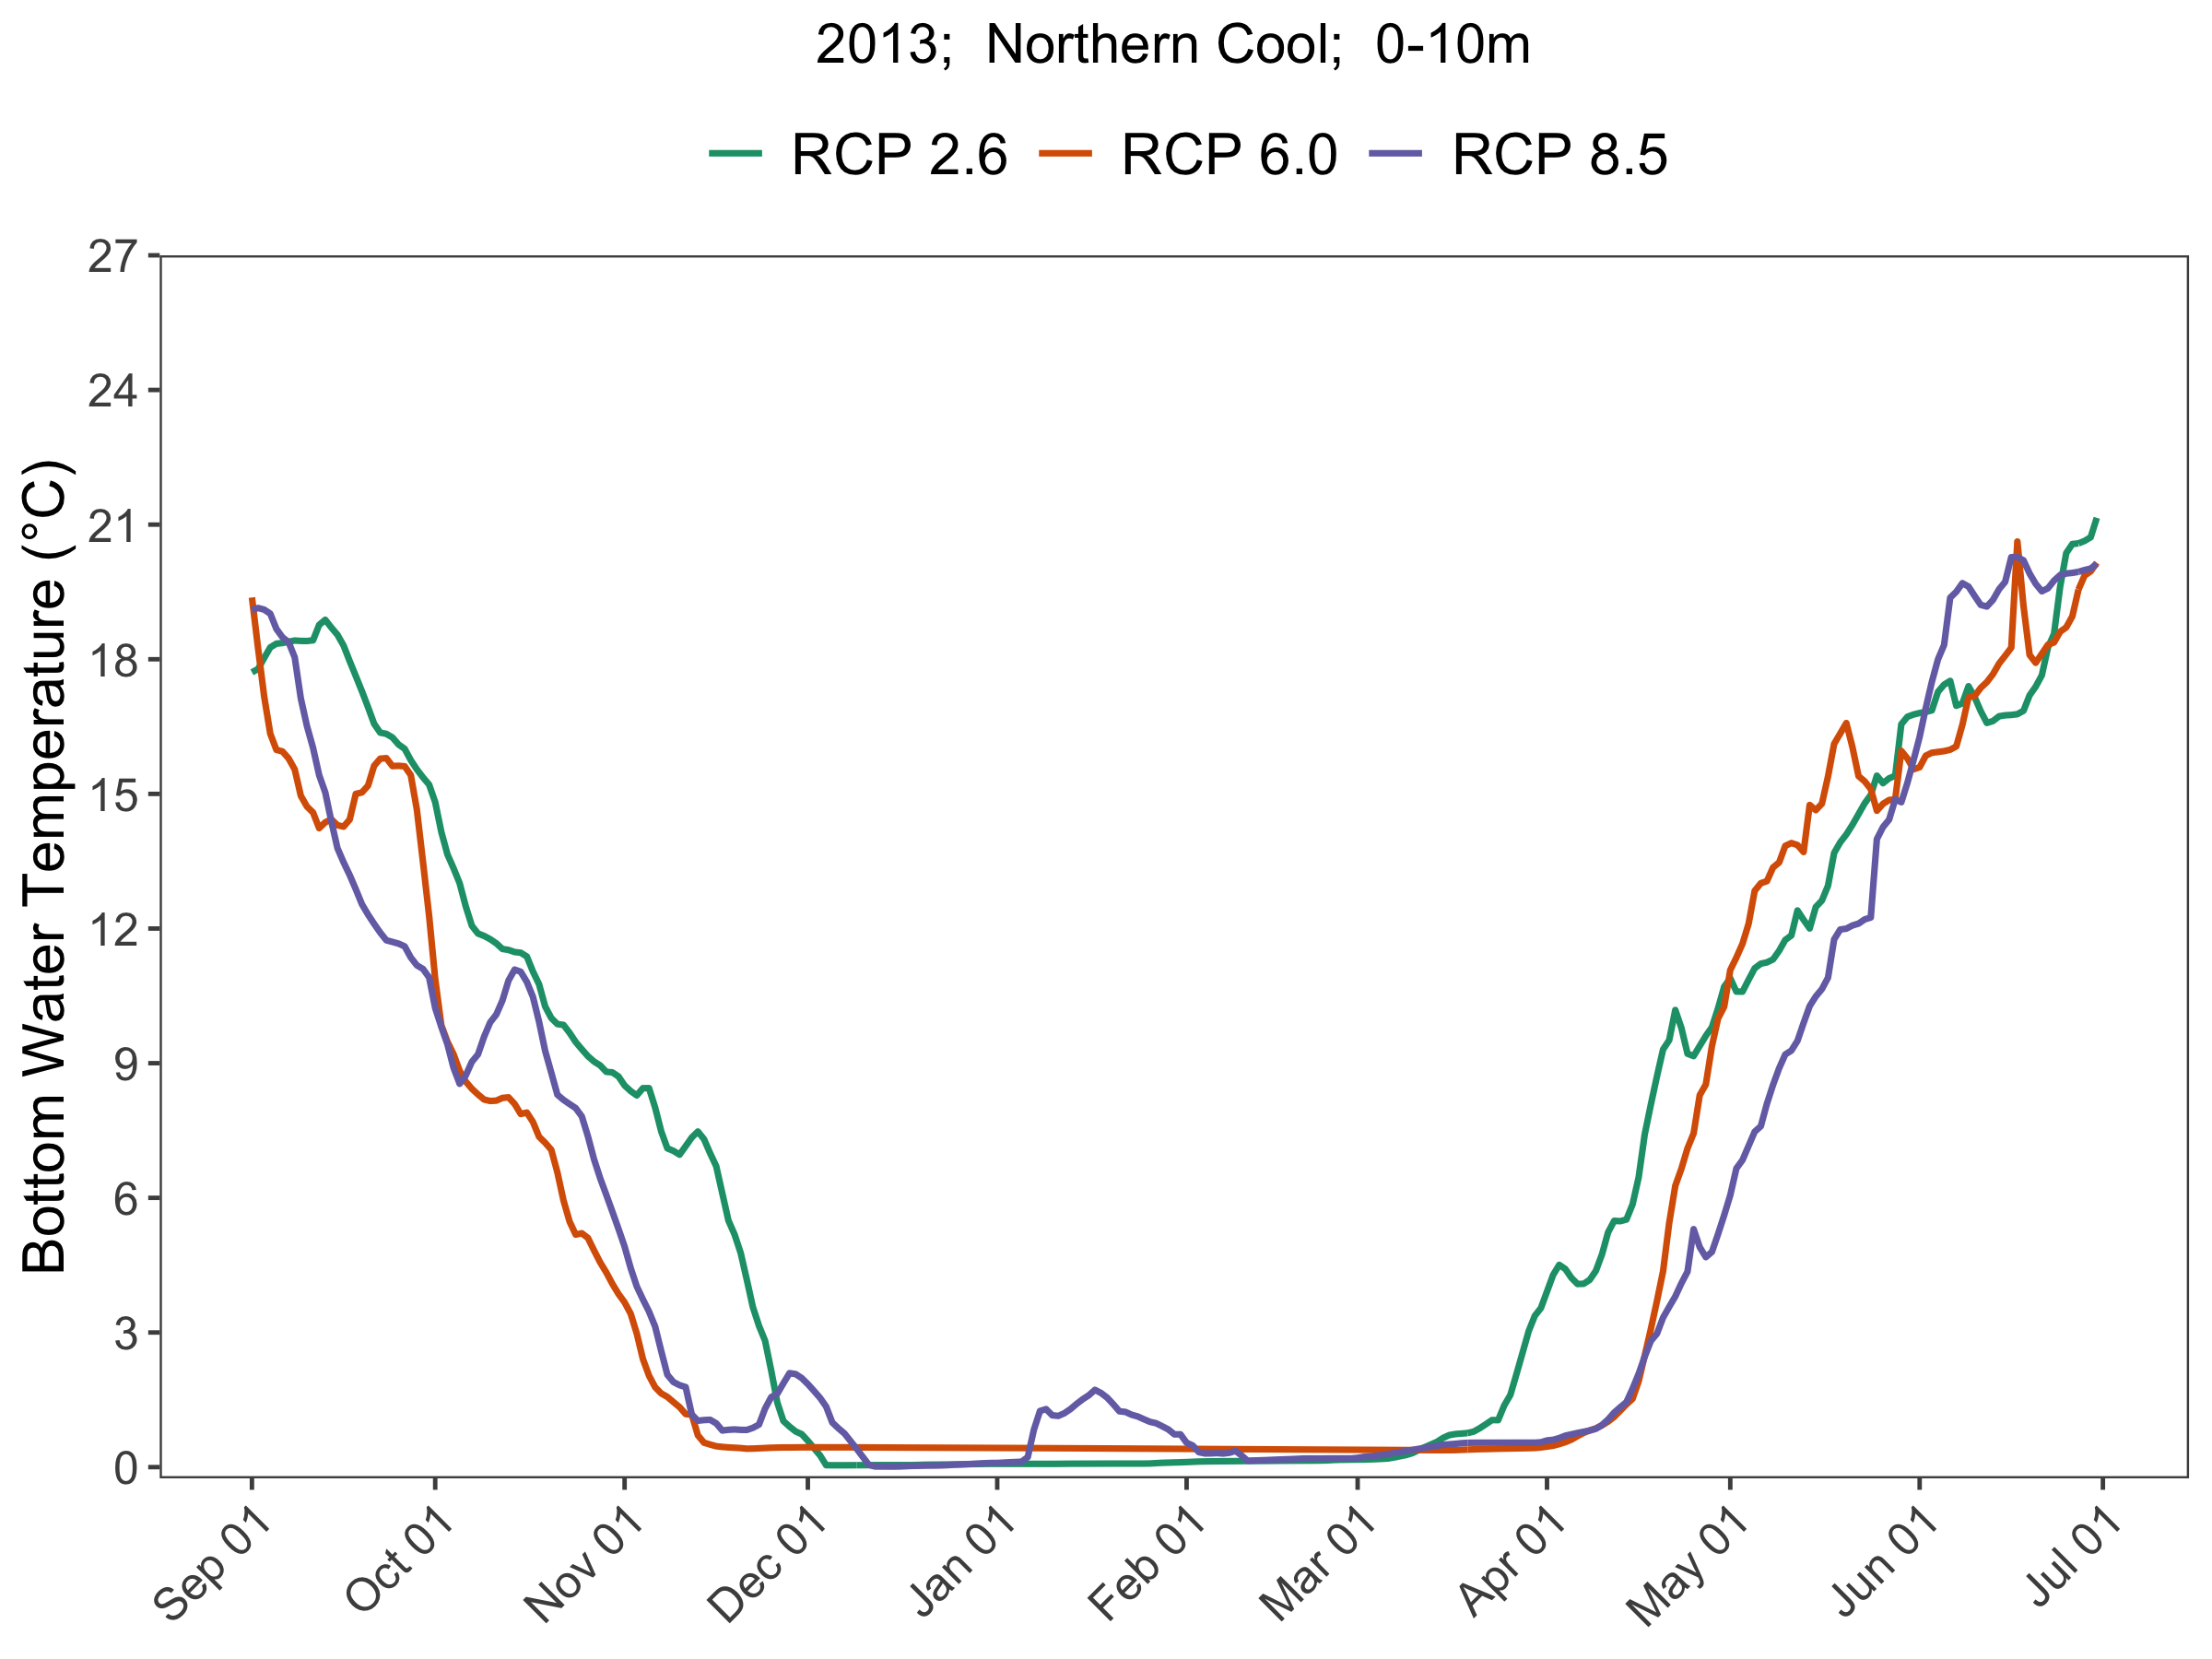 2013;  Northern Cool;  0-10m
RCP 2.6 RCP 6.0 RCP 8.5
Bottom Water Temperature (°C)
27
24
21
18
15
12
9
6
3
0
Sep 01 Oct 01 Nov 01 Dec 01 Jan 01 Feb 01 Mar 01 Apr 01 May 01 Jun 01 Jul 01